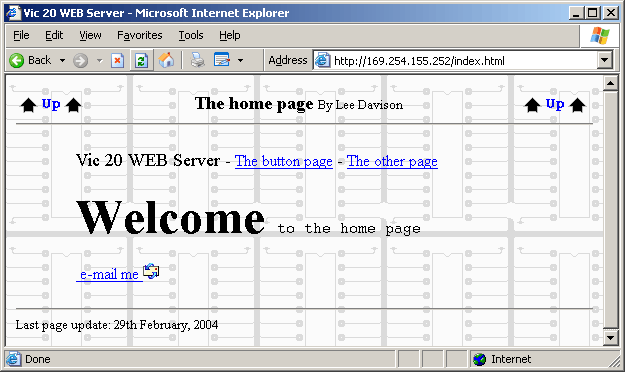 Vic 20 WEB Server - Microsoft Internet Explorer
File Edit View Favorites Tools Help
Back Address http://169.254.155.252/index.html
Up The home page By Lee Davison Up
Vic 20 WEB Server - The button page - The other page
Welcome to the home page
e-mail me
Last page update: 29th February, 2004
Done Internet